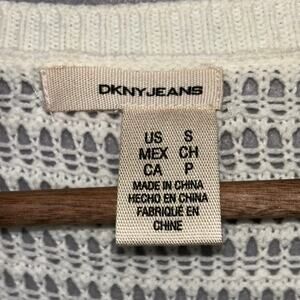 DKNYJEANS
US S
MEX CH
CA P
MADE IN CHINA
HECHO EN CHINA
FABRIQUÉ EN
CHINE